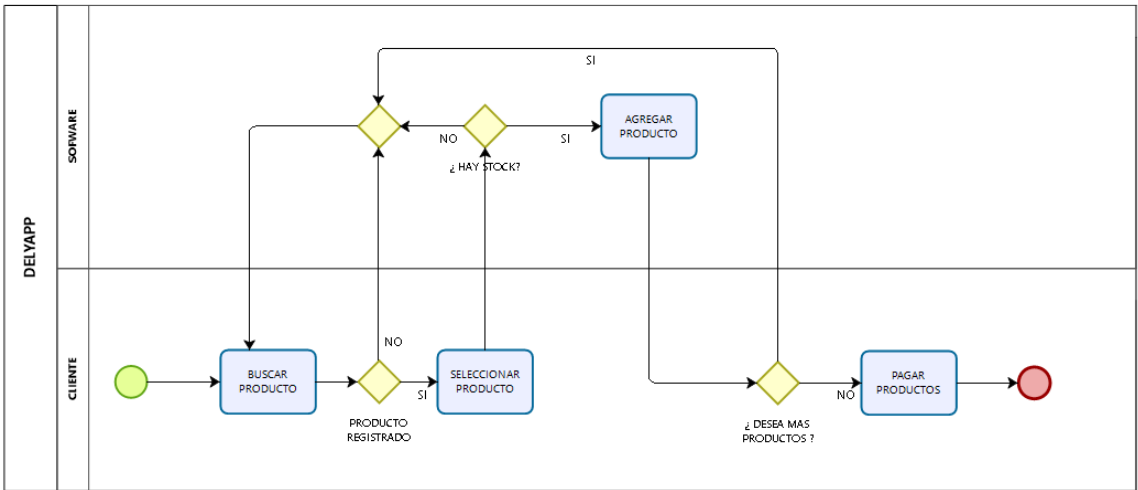 DELYAPP
SOFWARE
CLIENTE
SI
NO
SI
¿ HAY STOCK?
AGREGAR
PRODUCTO
BUSCAR
PRODUCTO
NO
SI
PRODUCTO
REGISTRADO
SELECCIONAR
PRODUCTO
¿ DESEA MAS
PRODUCTOS ?
NO
PAGAR
PRODUCTOS